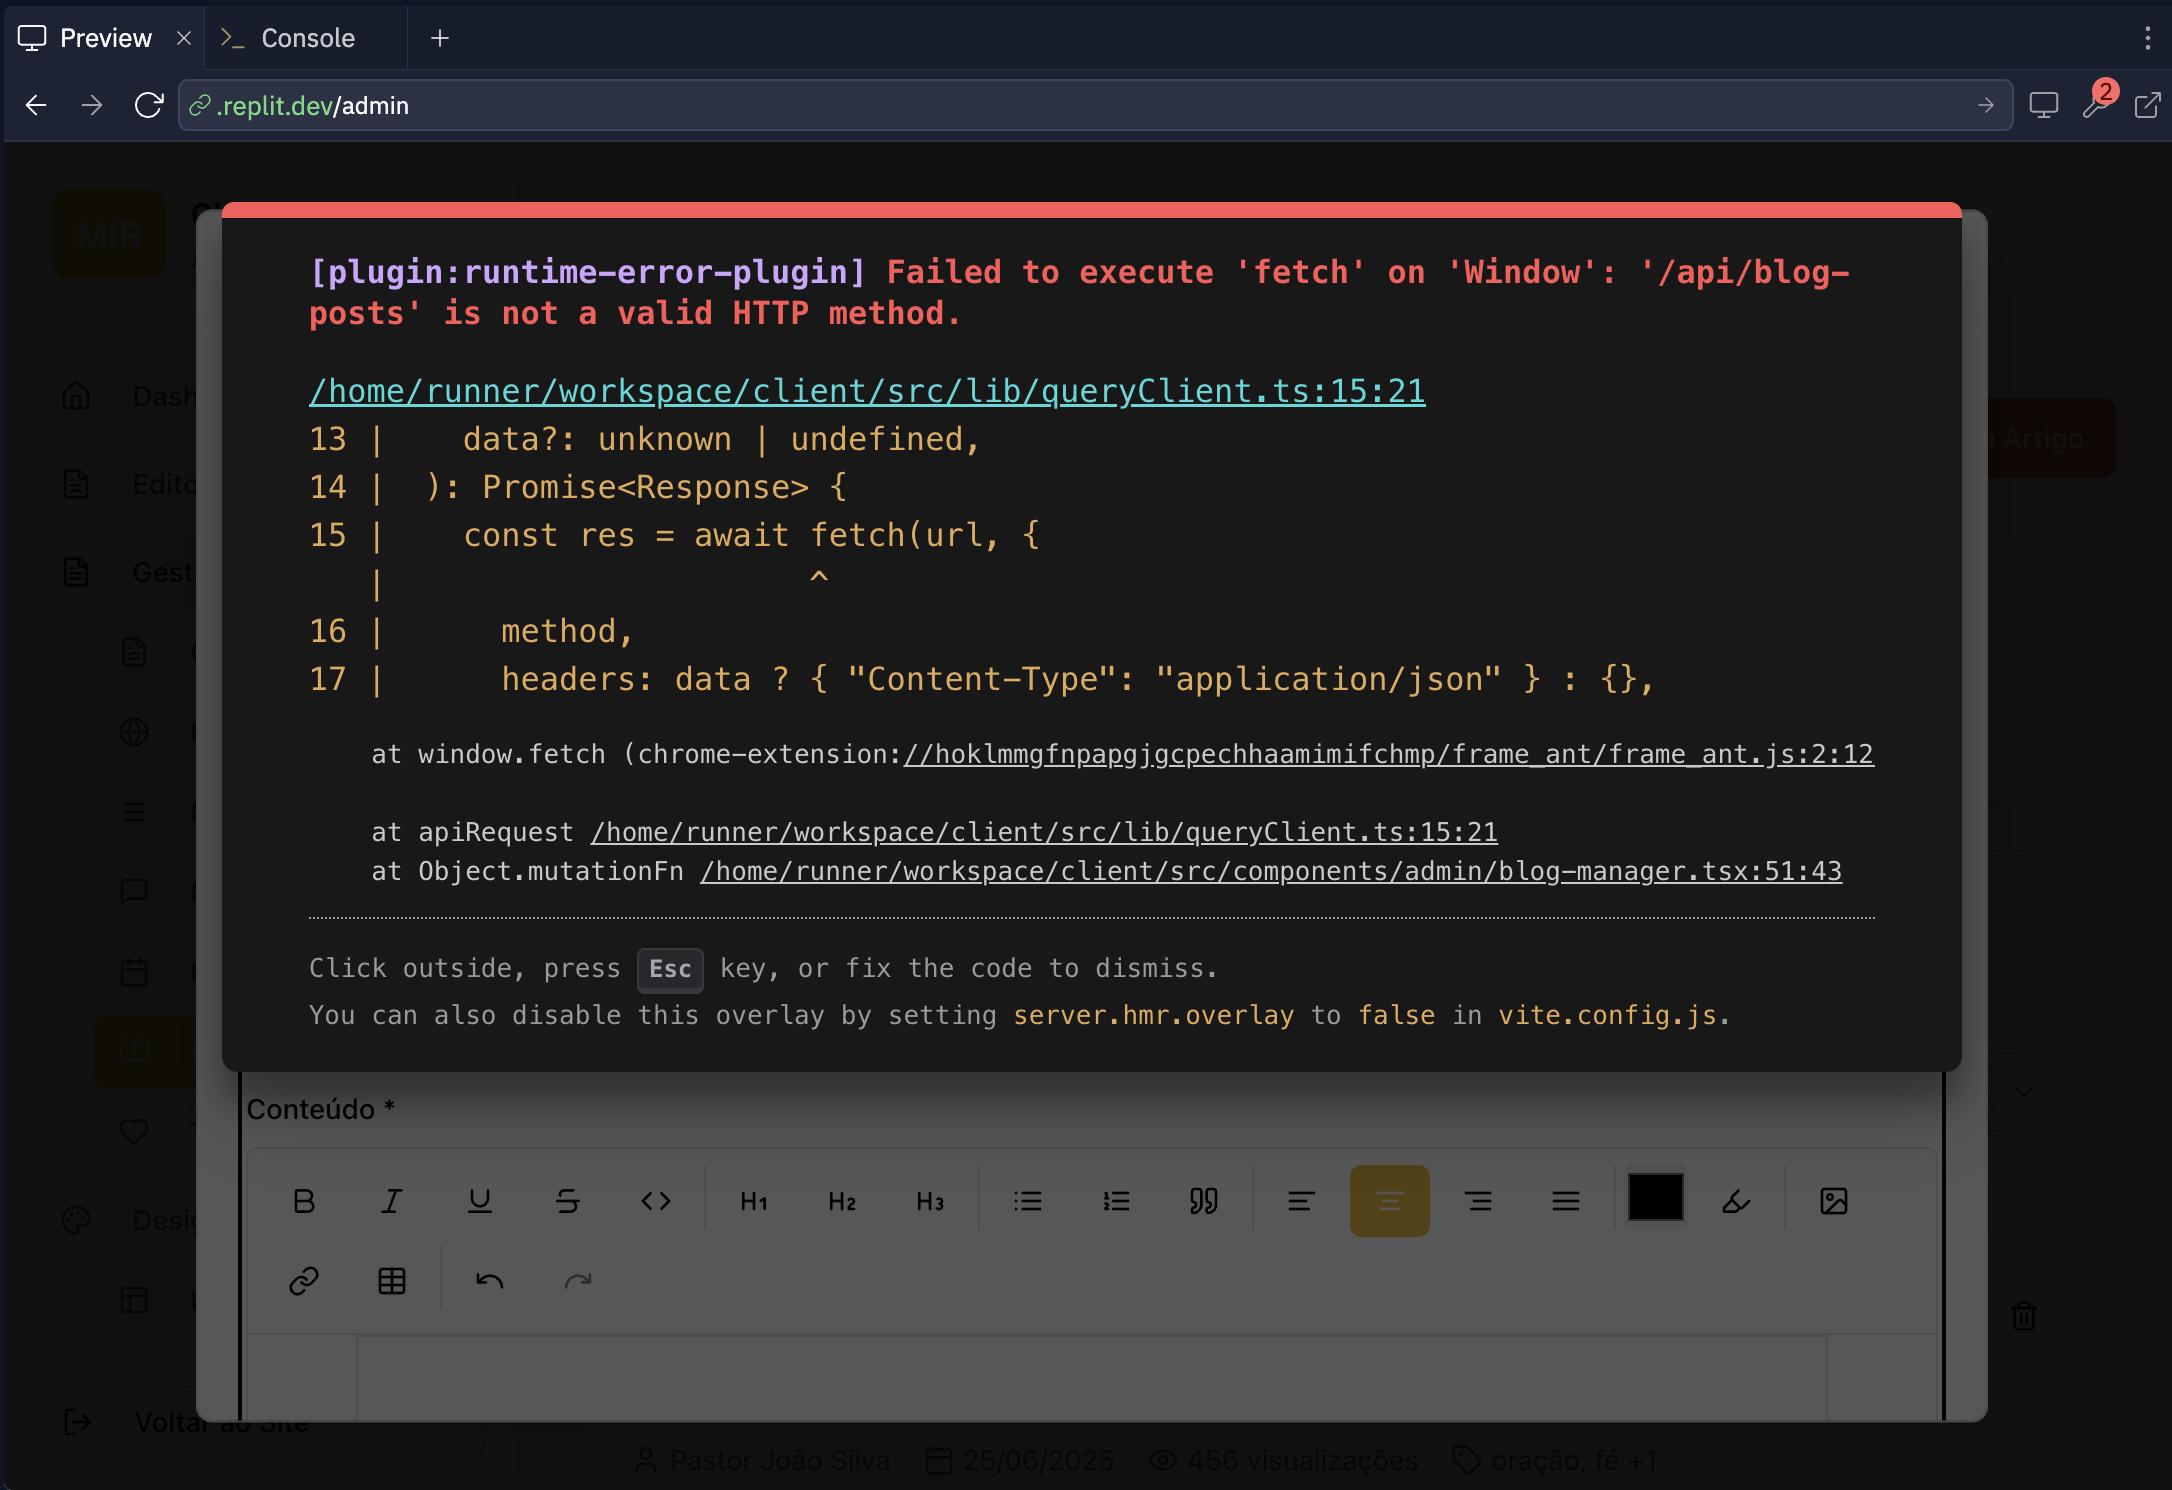 Preview
Console
.replit.dev/admin
2
MIR
[plugin:runtime-error-plugin] Failed to execute 'fetch' on 'Window': '/api/blog-
posts' is not a valid HTTP method.
/home/runner/workspace/client/src/lib/queryClient.ts:15:21
13 |    data?: unknown | undefined,
14 |  ): Promise<Response> {
15 |    const res = await fetch(url, {
   |                       ^
16 |      method,
17 |      headers: data ? { "Content-Type": "application/json" } : {},
at window.fetch (chrome-extension://hoklmmgfnpapgjgcpechhaamimifchmp/frame_ant/frame_ant.js:2:12
at apiRequest /home/runner/workspace/client/src/lib/queryClient.ts:15:21
at Object.mutationFn /home/runner/workspace/client/src/components/admin/blog-manager.tsx:51:43
Click outside, press Esc key, or fix the code to dismiss.
You can also disable this overlay by setting server.hmr.overlay to false in vite.config.js.
Dash
Edito
Gest
Artigo
Conteúdo *
H1 H2 H3
Desig
Voltar ao Site
Pastor João Silva 25/06/2025 456 visualizações oração, fé +1